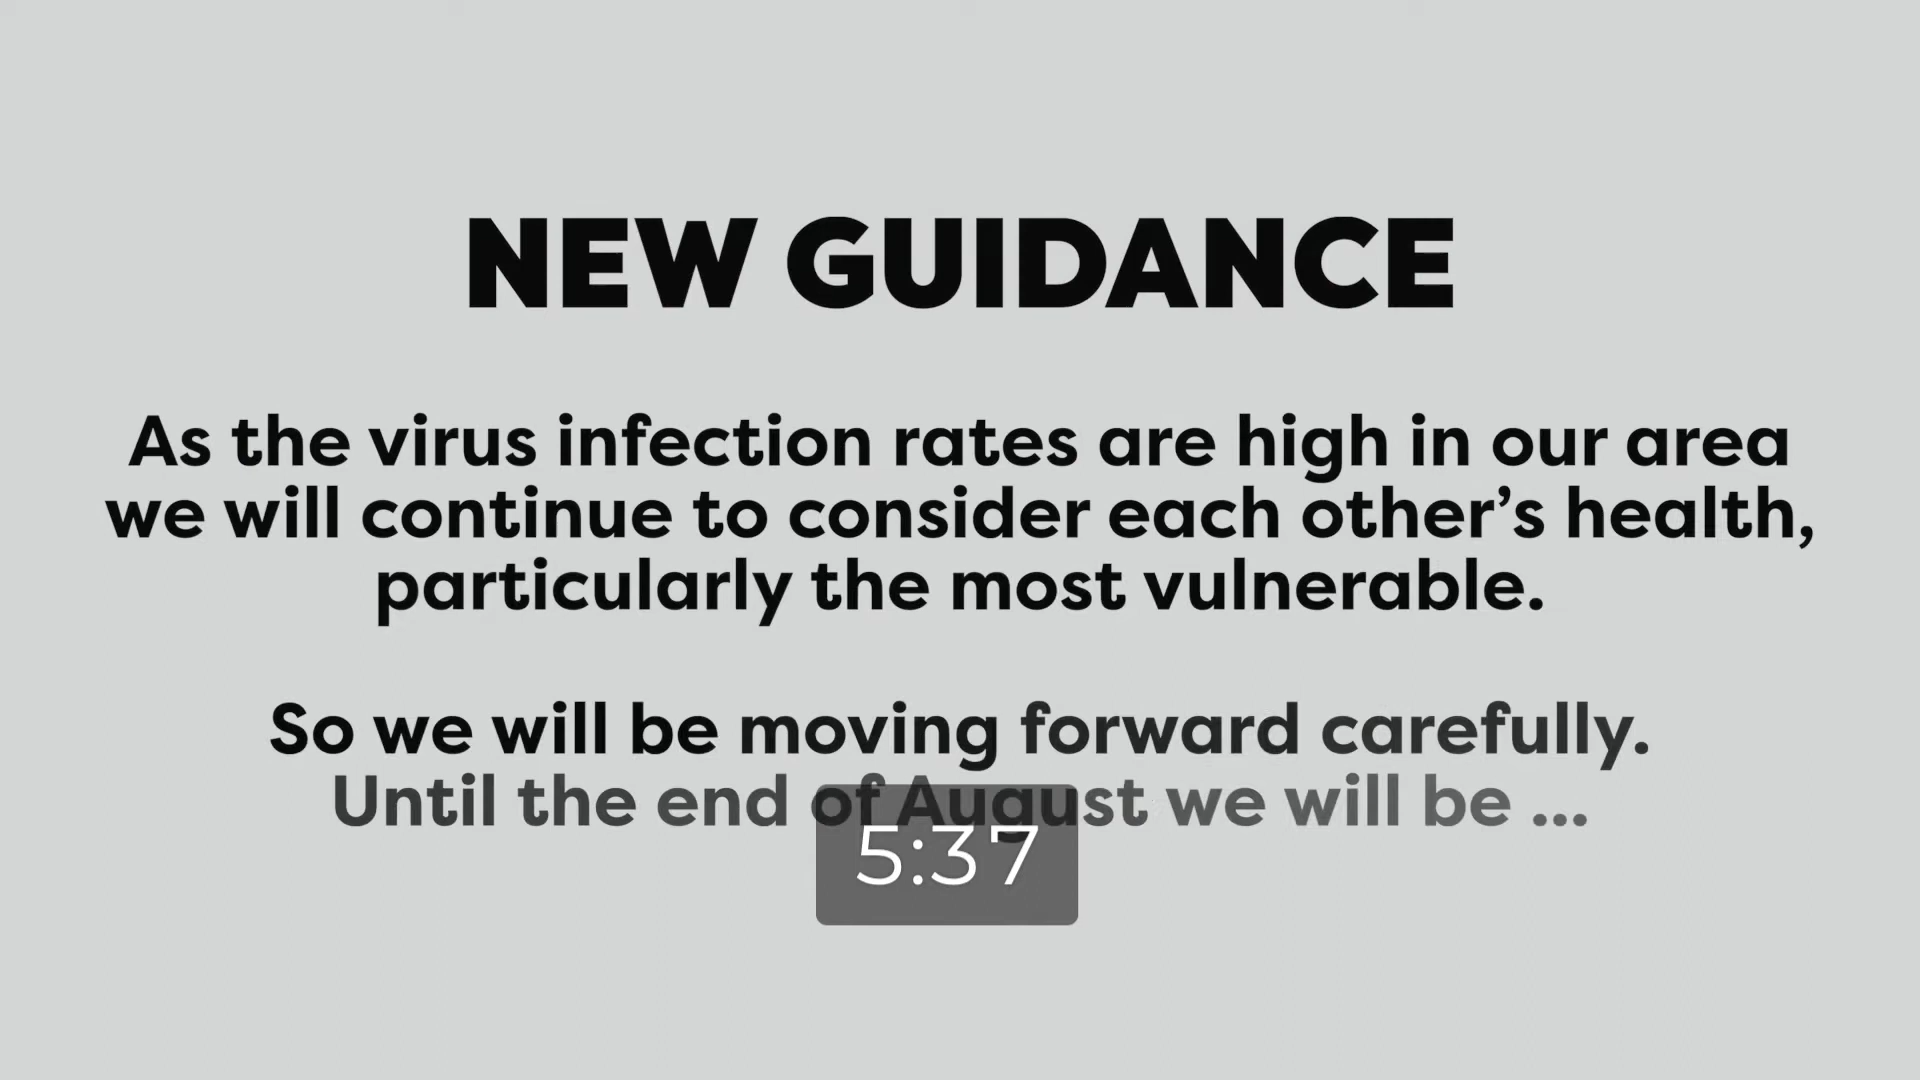 NEW GUIDANCE
As the virus infection rates are high in our area
we will continue to consider each other’s health,
particularly the most vulnerable.
So we will be moving forward carefully.
Until the end of August we will be ...
5:37